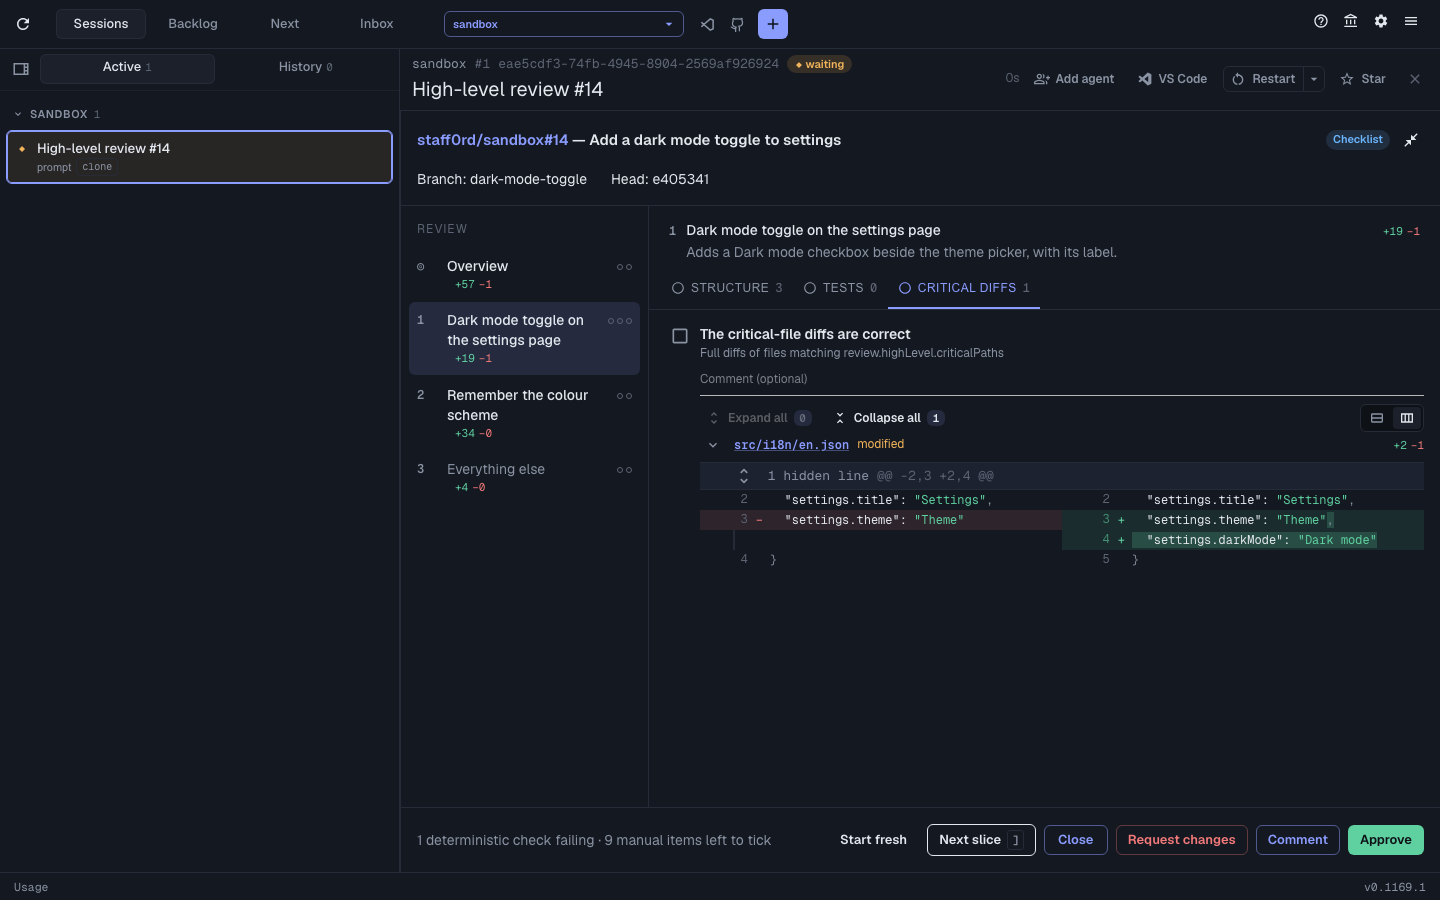 Sessions Backlog Next Inbox sandbox
Active 1 History 0
SANDBOX 1
High-level review #14
prompt clone
sandbox #1 eae5cdf3-74fb-4945-8904-2569af926924 waiting
High-level review #14
0s Add agent VS Code Restart Star
staff0rd/sandbox#14 — Add a dark mode toggle to settings
Checklist
Branch: dark-mode-toggle Head: e405341
REVIEW
Overview
+57 −1
1 Dark mode toggle on
the settings page
+19 −1
2 Remember the colour
scheme
+34 −0
3 Everything else
+4 −0
1 Dark mode toggle on the settings page +19 −1
Adds a Dark mode checkbox beside the theme picker, with its label.
STRUCTURE 3 TESTS 0 CRITICAL DIFFS 1
The critical-file diffs are correct
Full diffs of files matching review.highLevel.criticalPaths
Comment (optional)
Expand all 0 Collapse all 1
src/i18n/en.json modified +2 −1
1 hidden line @@ -2,3 +2,4 @@
2 "settings.title": "Settings", 2 "settings.title": "Settings",
3 − "settings.theme": "Theme" 3 + "settings.theme": "Theme",
4 + "settings.darkMode": "Dark mode"
4 } 5 }
1 deterministic check failing · 9 manual items left to tick
Start fresh Next slice ] Close Request changes Comment Approve
Usage v0.1169.1